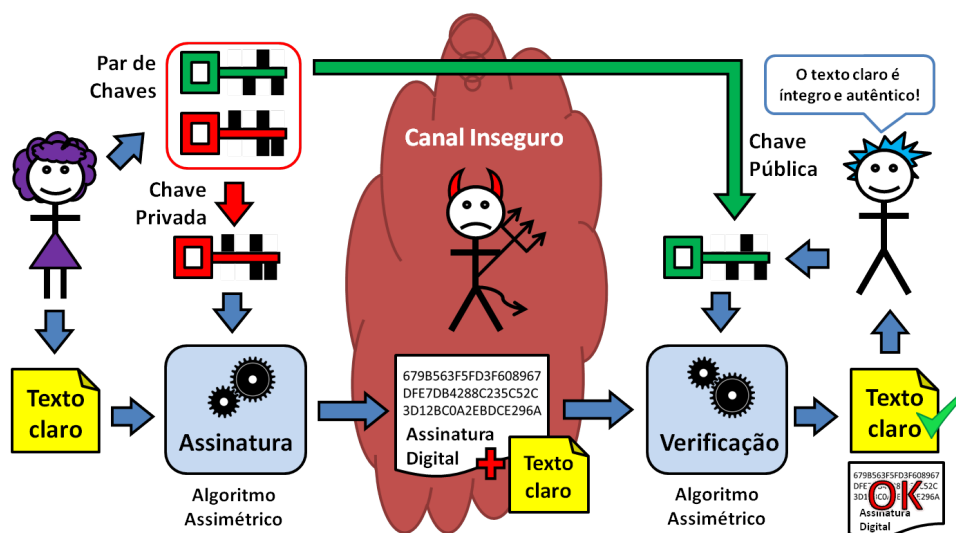 Par de
Chaves
O texto claro é
íntegro e autêntico!
Canal Inseguro
Chave
Pública
Chave
Privada
Texto
claro
Assinatura
679B563F5FD3F608967
DFE7DB4288C235C52C
3D12BC0A2EBDCE296A
Assinatura
Digital
Texto
claro
Verificação
Texto
claro
Algoritmo
Assimétrico
Algoritmo
Assimétrico
679B563F5FD3F608967
OK
Assinatura
Digital